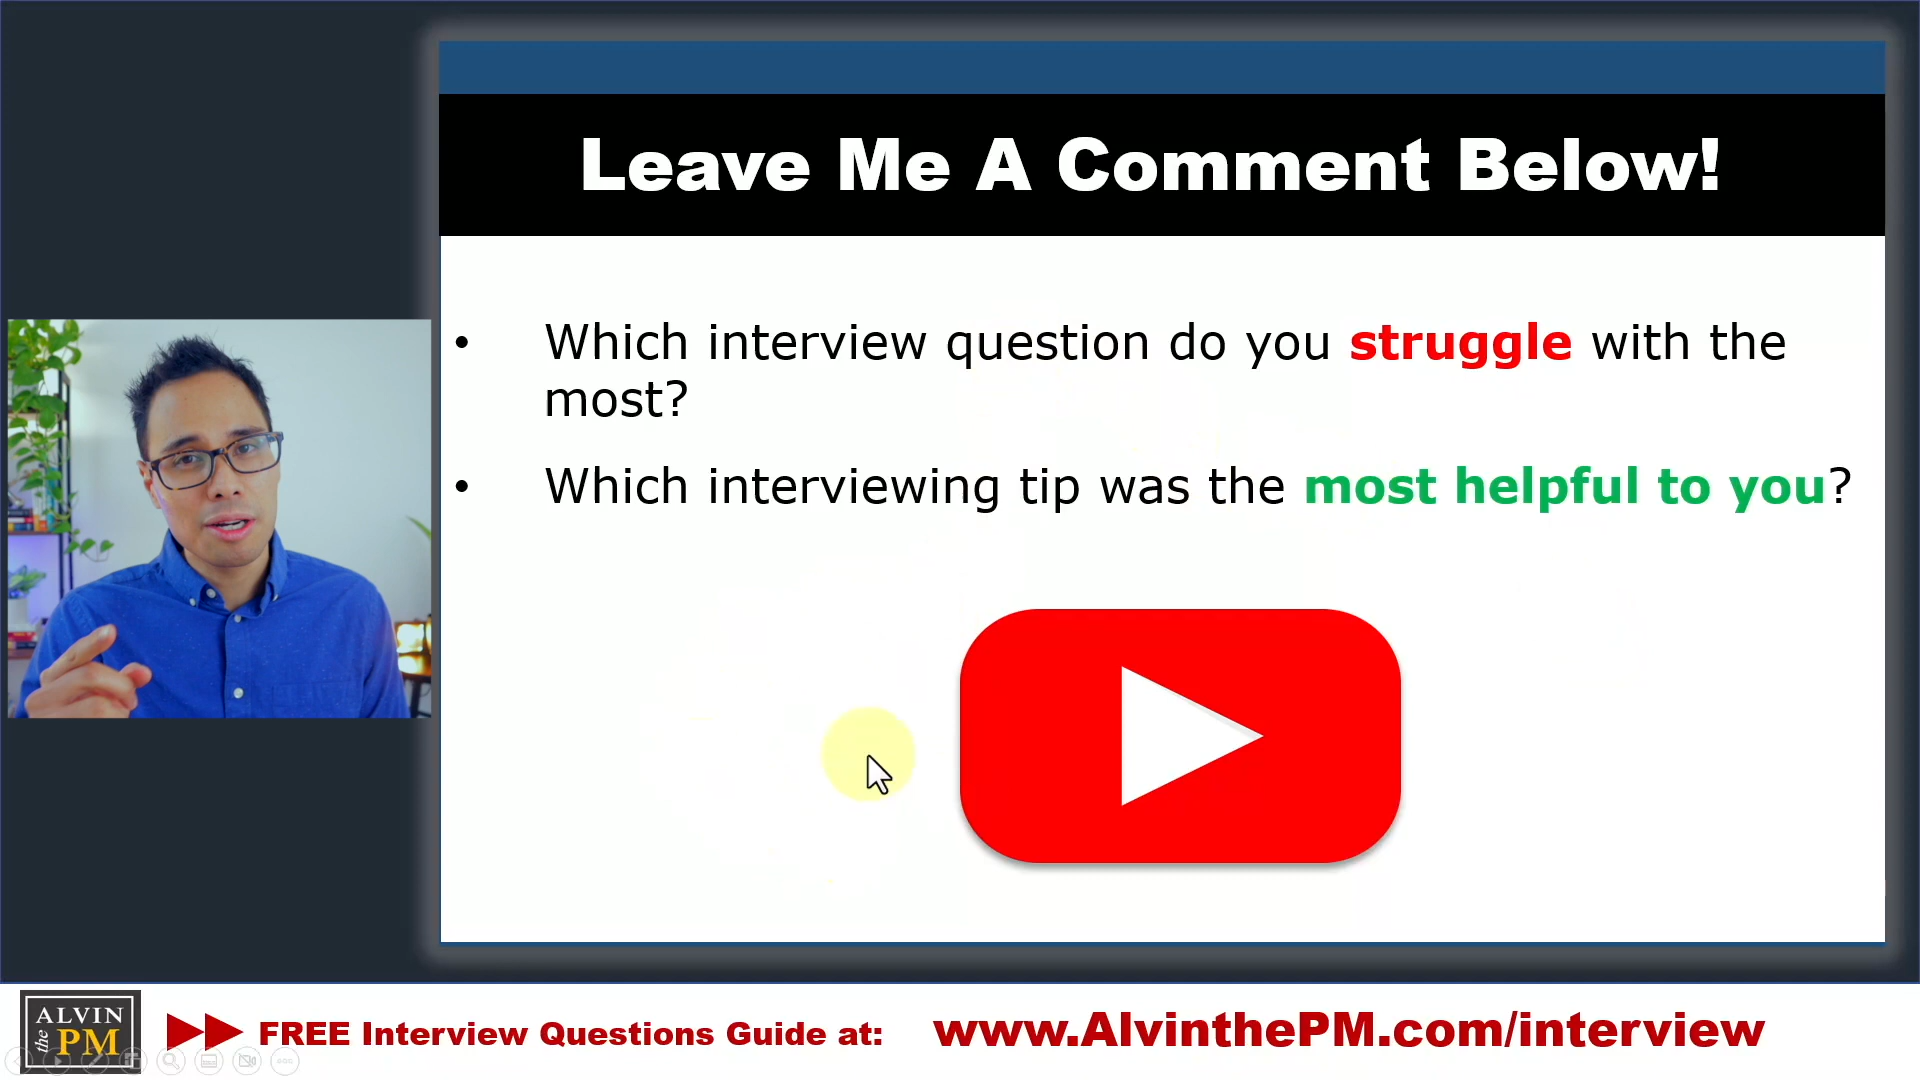 Leave Me A Comment Below!
• Which interview question do you struggle with the
most?
• Which interviewing tip was the most helpful to you?
ALVIN
the PM
FREE Interview Questions Guide at: www.AlvinthePM.com/interview